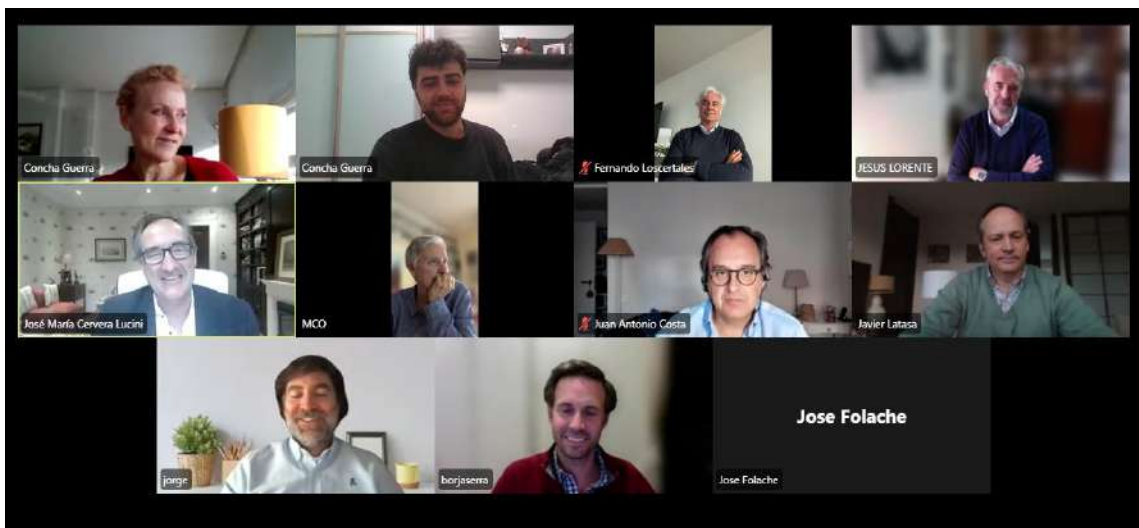 Concha Guerra
Concha Guerra
Fernando Loscertales
JESUS LORENTE
José María Cervera Lucini
MCO
Juan Antonio Costa
Javier Latasa
jorge
borjaserra
Jose Folache
Jose Folache